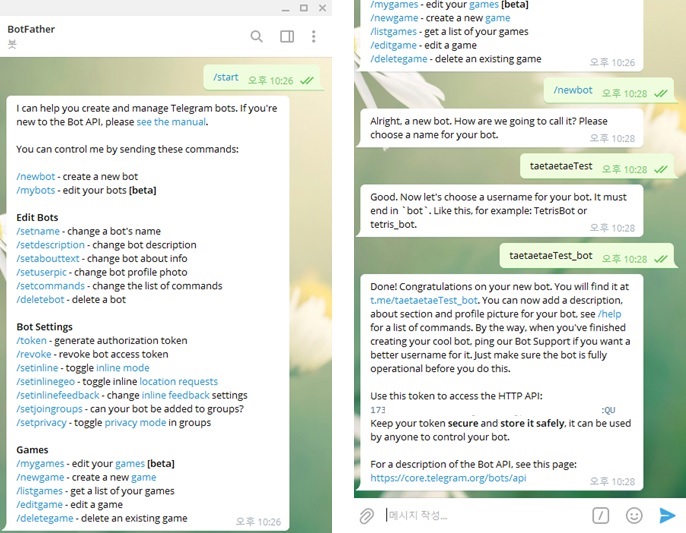 BotFather
봇
/start 오후 10:26
I can help you create and manage Telegram bots. If you're
new to the Bot API, please see the manual.
You can control me by sending these commands:
/newbot - create a new bot
/mybots - edit your bots [beta]
Edit Bots
/setname - change a bot's name
/setdescription - change bot description
/setabouttext - change bot about info
/setuserpic - change bot profile photo
/setcommands - change the list of commands
/deletebot - delete a bot
Bot Settings
/token - generate authorization token
/revoke - revoke bot access token
/setinline - toggle inline mode
/setinlinegeo - toggle inline location requests
/setinlinefeedback - change inline feedback settings
/setjoingroups - can your bot be added to groups?
/setprivacy - toggle privacy mode in groups
Games
/mygames - edit your games [beta]
/newgame - create a new game
/listgames - get a list of your games
/editgame - edit a game
/deletegame - delete an existing game 오후 10:26
/mygames - edit your games [beta]
/newgame - create a new game
/listgames - get a list of your games
/editgame - edit a game
/deletegame - delete an existing game 오후 10:26
/newbot 오후 10:28
Alright, a new bot. How are we going to call it? Please
choose a name for your bot. 오후 10:28
taetaetaeTest 오후 10:28
Good. Now let's choose a username for your bot. It must
end in `bot`. Like this, for example: TetrisBot or
tetris_bot. 오후 10:28
taetaetaeTest_bot 오후 10:28
Done! Congratulations on your new bot. You will find it at
t.me/taetaetaeTest_bot. You can now add a description,
about section and profile picture for your bot, see /help
for a list of commands. By the way, when you've finished
creating your cool bot, ping our Bot Support if you want a
better username for it. Just make sure the bot is fully
operational before you do this.
Use this token to access the HTTP API:
173 :QU
Keep your token secure and store it safely, it can be used
by anyone to control your bot.
For a description of the Bot API, see this page:
https://core.telegram.org/bots/api 오후 10:28
메시지 작성...